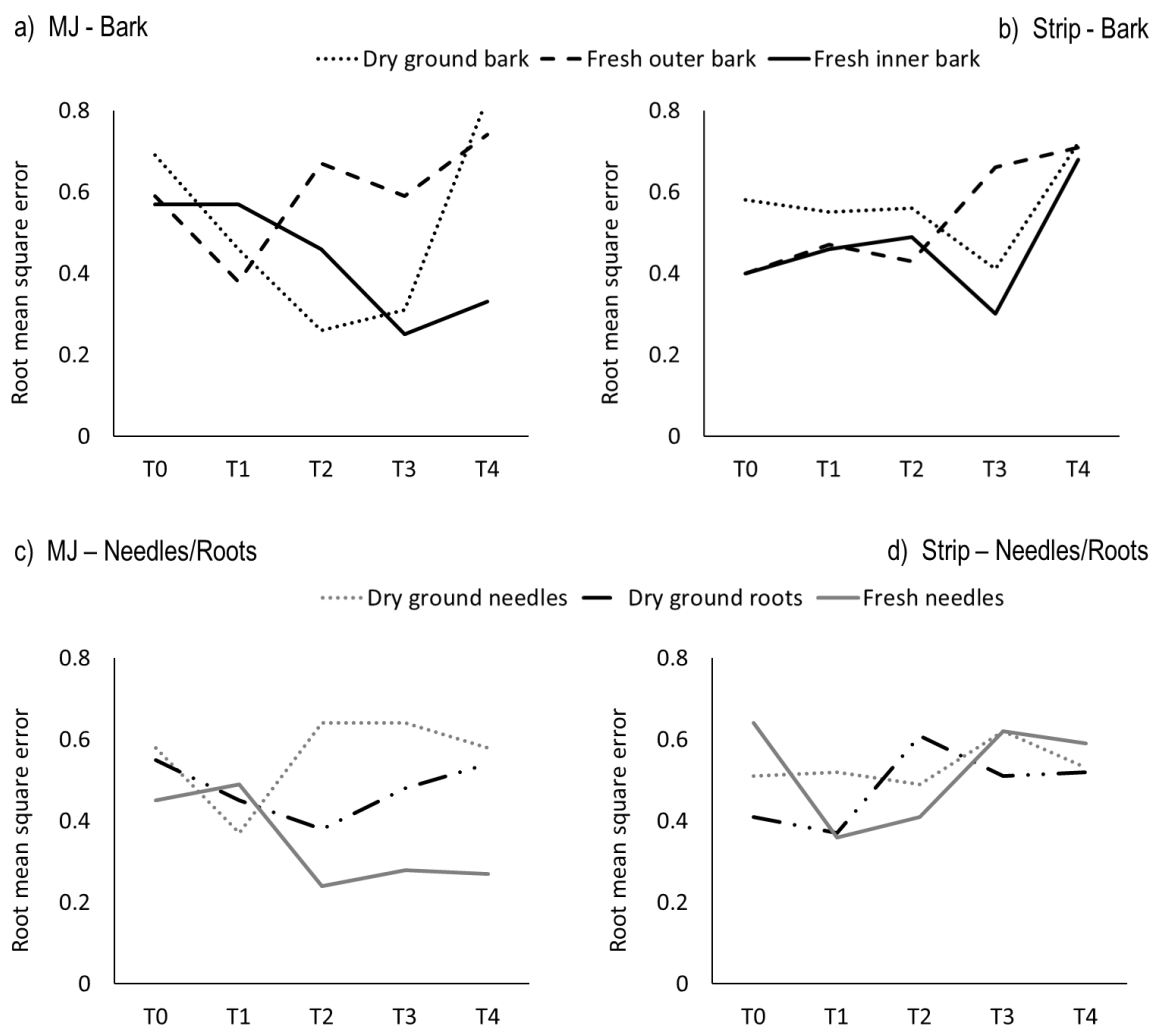 a) MJ - Bark
b) Strip - Bark
Dry ground bark Fresh outer bark Fresh inner bark
Root mean square error
0.8
0.6
0.4
0.2
0
T0 T1 T2 T3 T4
Root mean square error
0.8
0.6
0.4
0.2
0
T0 T1 T2 T3 T4
c) MJ – Needles/Roots
d) Strip – Needles/Roots
Dry ground needles Dry ground roots Fresh needles
Root mean square error
0.8
0.6
0.4
0.2
0
T0 T1 T2 T3 T4
Root mean square error
0.8
0.6
0.4
0.2
0
T0 T1 T2 T3 T4